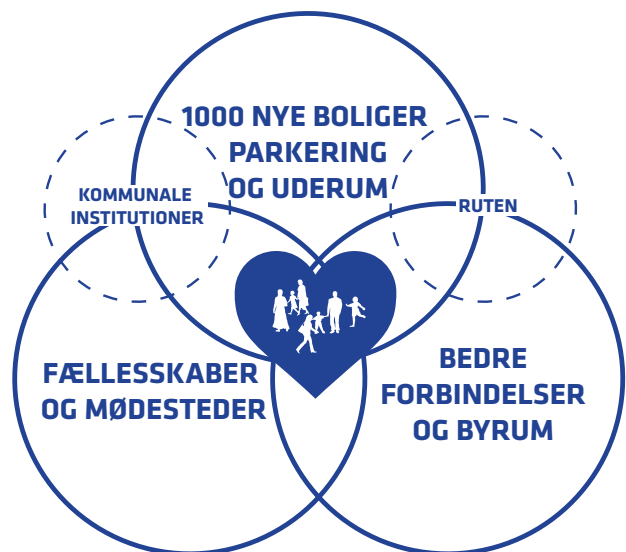 1000 NYE BOLIGER
PARKERING
OG UDERUM
KOMMUNALE
INSTITUTIONER
RUTEN
FÆLLESSKABER
OG MØDESTEDER
BEDRE
FORBINDELSER
OG BYRUM